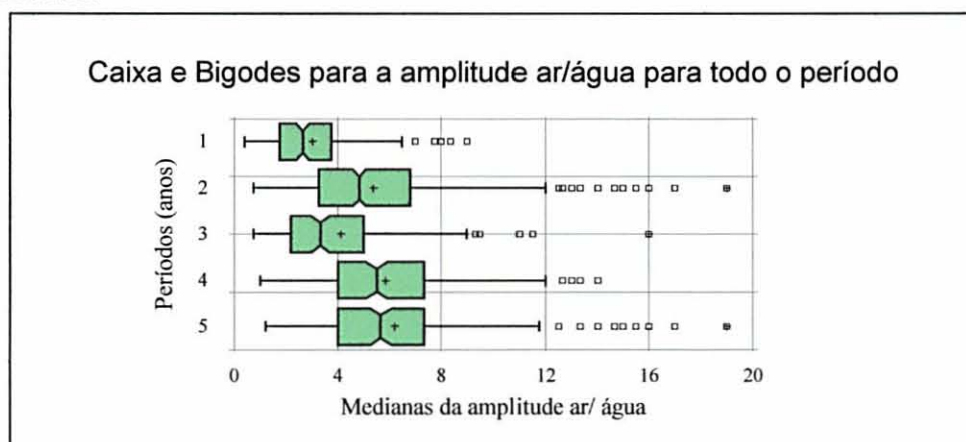 Caixa e Bigodes para a amplitude ar/água para todo o período
Períodos (anos)
1
2
3
4
5
0 4 8 12 16 20
Medianas da amplitude ar/ água